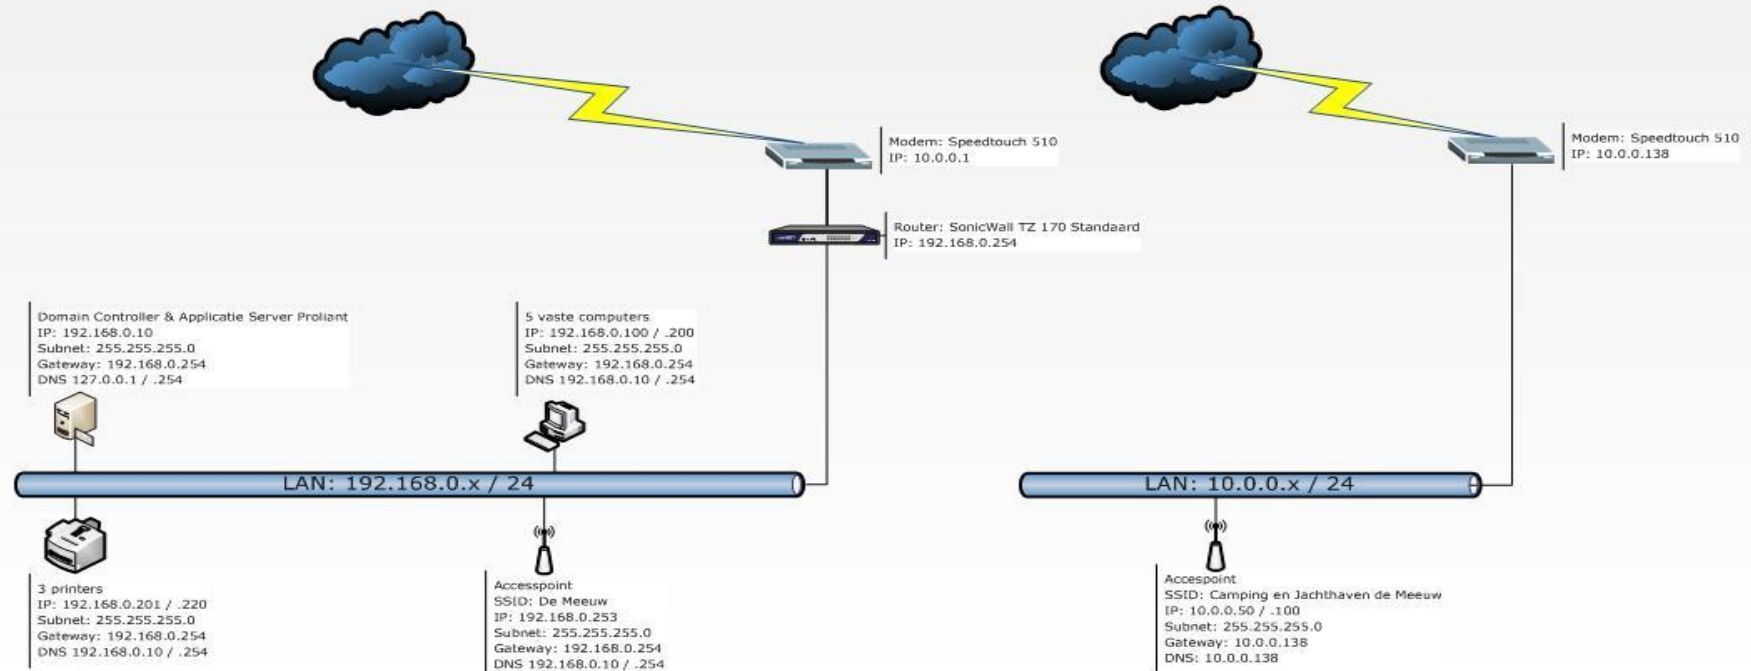 Modem: Speedtouch 510
IP: 10.0.0.1
Modem: Speedtouch 510
IP: 10.0.0.138
Router: SonicWall TZ 170 Standaard
IP: 192.168.0.254
Domain Controller & Applicatie Server Proliant
IP: 192.168.0.10
Subnet: 255.255.255.0
Gateway: 192.168.0.254
DNS 127.0.0.1 / .254
5 vaste computers
IP: 192.168.0.100 / .200
Subnet: 255.255.255.0
Gateway: 192.168.0.254
DNS 192.168.0.10 / .254
LAN: 192.168.0.x / 24
LAN: 10.0.0.x / 24
3 printers
IP: 192.168.0.201 / .220
Subnet: 255.255.255.0
Gateway: 192.168.0.254
DNS 192.168.0.10 / .254
Accesspoint
SSID: De Meeuw
IP: 192.168.0.253
Subnet: 255.255.255.0
Gateway: 192.168.0.254
DNS 192.168.0.10 / .254
Accespoint
SSID: Camping en Jachthaven de Meeuw
IP: 10.0.0.50 / .100
Subnet: 255.255.255.0
Gateway: 10.0.0.138
DNS: 10.0.0.138